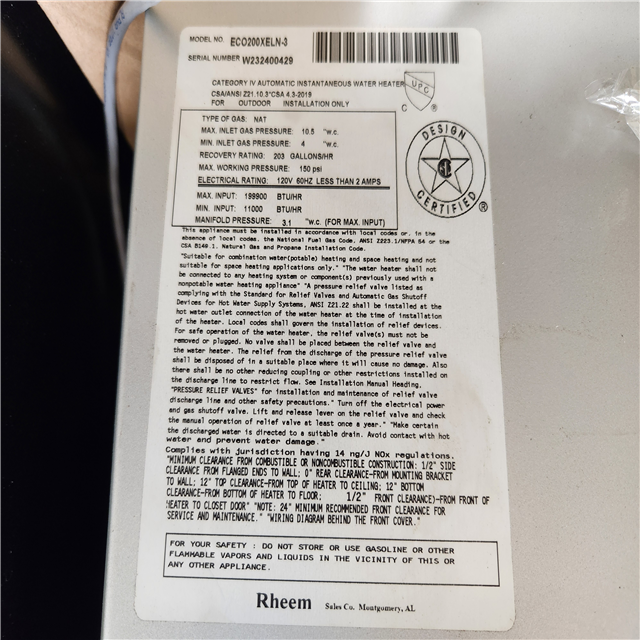 MODEL NO. ECO200XELN-3
SERIAL NUMBER W232400429
CATEGORY IV AUTOMATIC INSTANTANEOUS WATER HEATER
CSA/ANSI Z21.10.3*CSA 4.3-2019
FOR OUTDOOR INSTALLATION ONLY
UPC
C ®
DESIGN
CERTIFIED ®
TYPE OF GAS: NAT
MAX. INLET GAS PRESSURE: 10.5 "w.c.
MIN. INLET GAS PRESSURE: 4 "w.c.
RECOVERY RATING: 203 GALLONS/HR
MAX. WORKING PRESSURE: 150 psi
ELECTRICAL RATING: 120V 60HZ LESS THAN 2 AMPS
MAX. INPUT: 199900 BTU/HR
MIN. INPUT: 11000 BTU/HR
MANIFOLD PRESSURE: 3.1 "w.c. (FOR MAX. INPUT)
This appliance must be installed in accordance with local codes or, in the
absence of local codes, the National Fuel Gas Code, ANSI Z223.1/NFPA 54 or the
CSA B149.1, Natural Gas and Propane Installation Code.
"Suitable for combination water(potable) heating and space heating and not
suitable for space heating applications only." "The water heater shall not
be connected to any heating system or component(s) previously used with a
nonpotable water heating appliance" "A pressure relief valve listed as
complying with the Standard for Relief Valves and Automatic Gas Shutoff
Devices for Hot Water Supply Systems, ANSI Z21.22 shall be installed at the
hot water outlet connection of the water heater at the time of installation
of the heater. Local codes shall govern the installation of relief devices.
For safe operation of the water heater, the relief valve(s) must not be
removed or plugged. No valve shall be placed between the relief valve and
the water heater. The relief from the discharge of the pressure relief valve
shall be disposed of in a suitable place where it will cause no damage. Also
there shall be no other reducing coupling or other restrictions installed on
the discharge line to restrict flow. See Installation Manual Heading,
"PRESSURE RELIEF VALVES" for installation and maintenance of relief valve
discharge line and other safety precautions." Turn off the electrical power
and gas shutoff valve. Lift and release lever on the relief valve and check
the manual operation of relief valve at least once a year." "Make certain
the discharged water is directed to a suitable drain. Avoid contact with hot
water and prevent water damage."
Complies with jurisdiction having 14 ng/J NOx regulations.
"MINIMUM CLEARANCE FROM COMBUSTIBLE OR NONCOMBUSTIBLE CONSTRUCTION: 1/2" SIDE
CLEARANCE FROM FLANGED ENDS TO WALL; 0" REAR CLEARANCE-FROM MOUNTING BRACKET
TO WALL; 12" TOP CLEARANCE-FROM TOP OF HEATER TO CEILING; 12" BOTTOM
CLEARANCE-FROM BOTTOM OF HEATER TO FLOOR; 1/2" FRONT CLEARANCE)-FROM FRONT OF
HEATER TO CLOSET DOOR" "NOTE: 24" MINIMUM RECOMMENDED FRONT CLEARANCE FOR
SERVICE AND MAINTENANCE." "WIRING DIAGRAM BEHIND THE FRONT COVER."
FOR YOUR SAFETY : DO NOT STORE OR USE GASOLINE OR OTHER
FLAMMABLE VAPORS AND LIQUIDS IN THE VICINITY OF THIS OR
ANY OTHER APPLIANCE.
Rheem Sales Co. Montgomery, AL